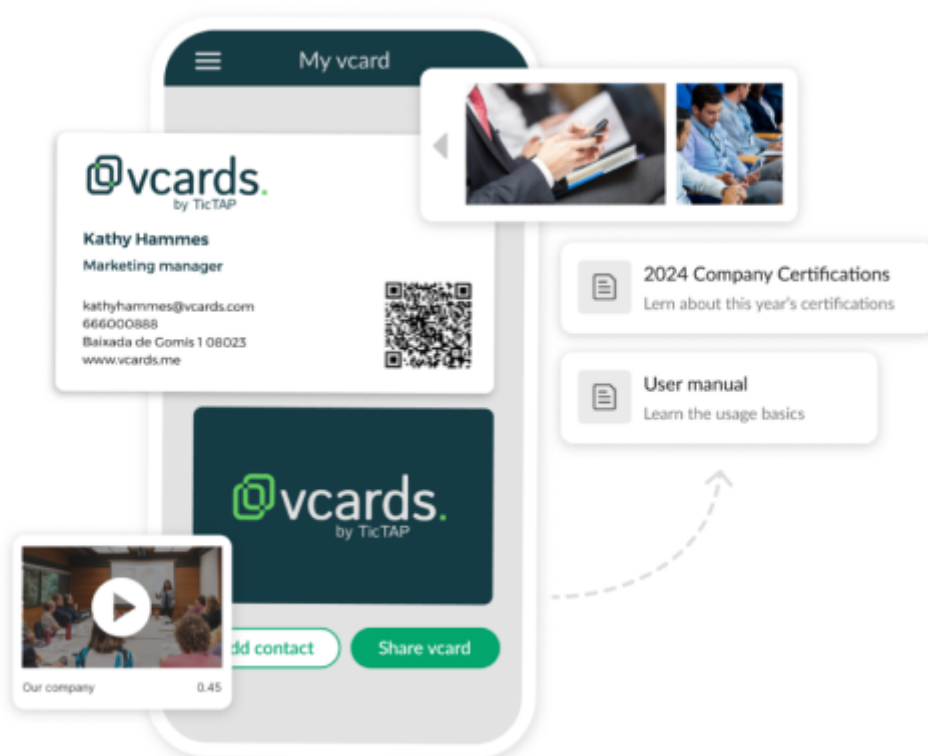 My vcard
vcards.
by TicTAP
Kathy Hammes
Marketing manager
kathyhammmes@vcards.com
666000888
Baixada de Gomis 1 08023
www.vcards.me
2024 Company Certifications
Lern about this year's certifications
User manual
Learn the usage basics
vcards.
by TicTAP
dd contact
Share vcard
Our company
0.45